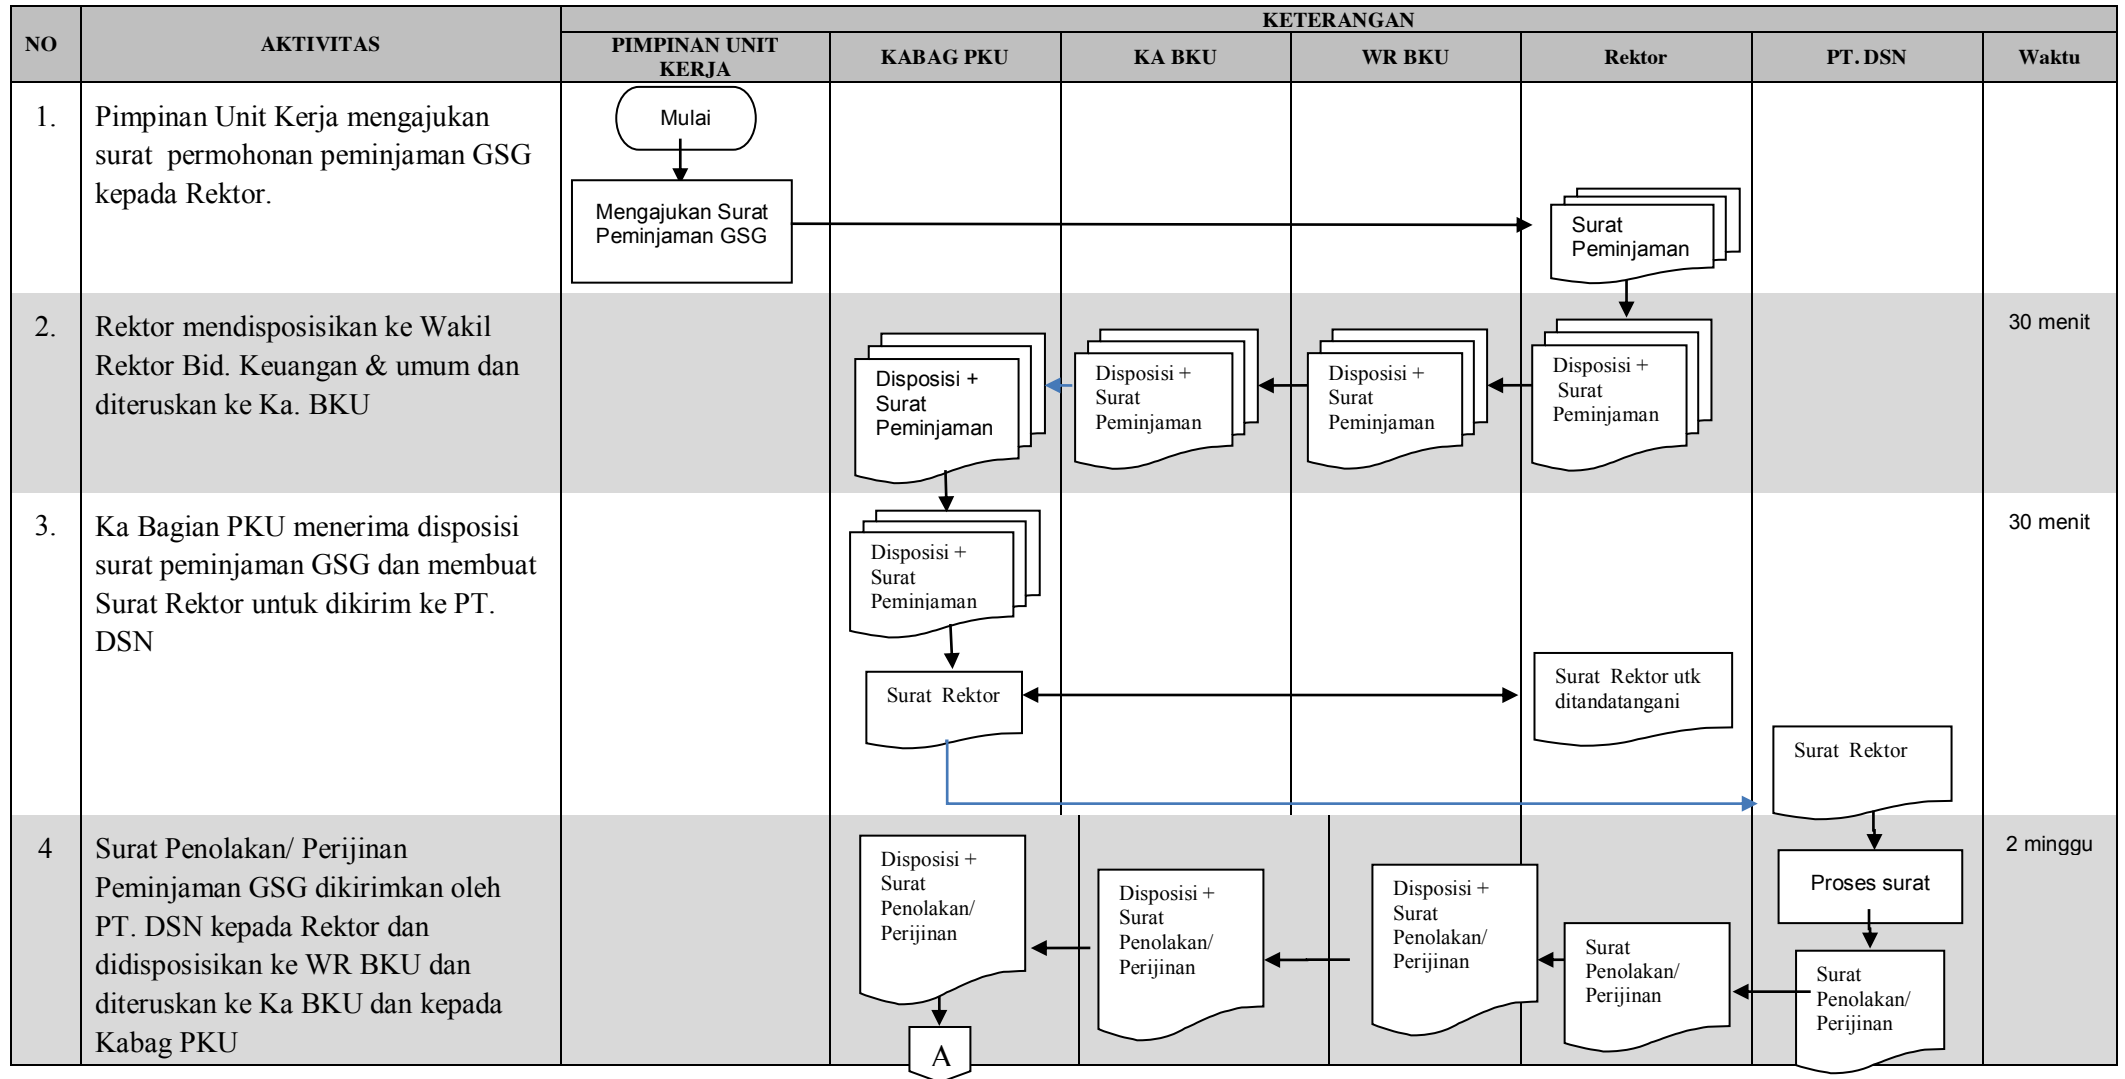 NO
AKTIVITAS
KETERANGAN
PIMPINAN UNIT
KERJA
KABAG PKU
KA BKU
WR BKU
Rektor
PT. DSN
Waktu
1.
Pimpinan Unit Kerja mengajukan
surat permohonan peminjaman GSG
kepada Rektor.
Mulai
Mengajukan Surat
Peminjaman GSG
Surat
Peminjaman
2.
Rektor mendisposisikan ke Wakil
Rektor Bid. Keuangan & umum dan
diteruskan ke Ka. BKU
Disposisi +
Surat
Peminjaman
Disposisi +
Surat
Peminjaman
Disposisi +
Surat
Peminjaman
Disposisi +
Surat
Peminjaman
30 menit
3.
Ka Bagian PKU menerima disposisi
surat peminjaman GSG dan membuat
Surat Rektor untuk dikirim ke PT.
DSN
Disposisi +
Surat
Peminjaman
Surat Rektor
Surat Rektor utk
ditandatangani
Surat Rektor
30 menit
4
Surat Penolakan/ Perijinan
Peminjaman GSG dikirimkan oleh
PT. DSN kepada Rektor dan
didisposisikan ke WR BKU dan
diteruskan ke Ka BKU dan kepada
Kabag PKU
Disposisi +
Surat
Penolakan/
Perijinan
A
Disposisi +
Surat
Penolakan/
Perijinan
Disposisi +
Surat
Penolakan/
Perijinan
Surat
Penolakan/
Perijinan
Proses surat
Surat
Penolakan/
Perijinan
2 minggu